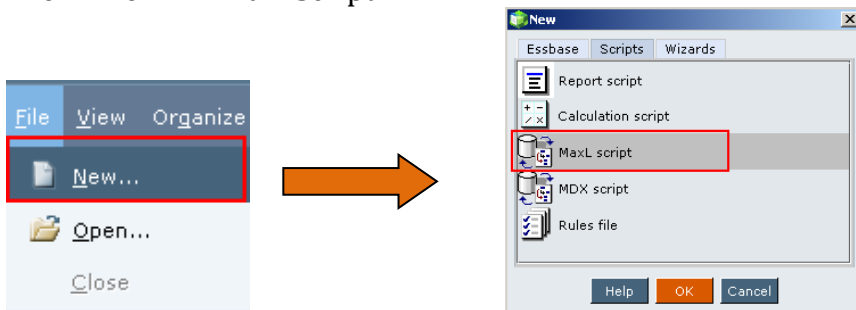 New
Essbase Scripts Wizards
Report script
Calculation script
MaxL script
MDX script
Rules file
Help OK Cancel
File View Organize
New...
Open...
Close